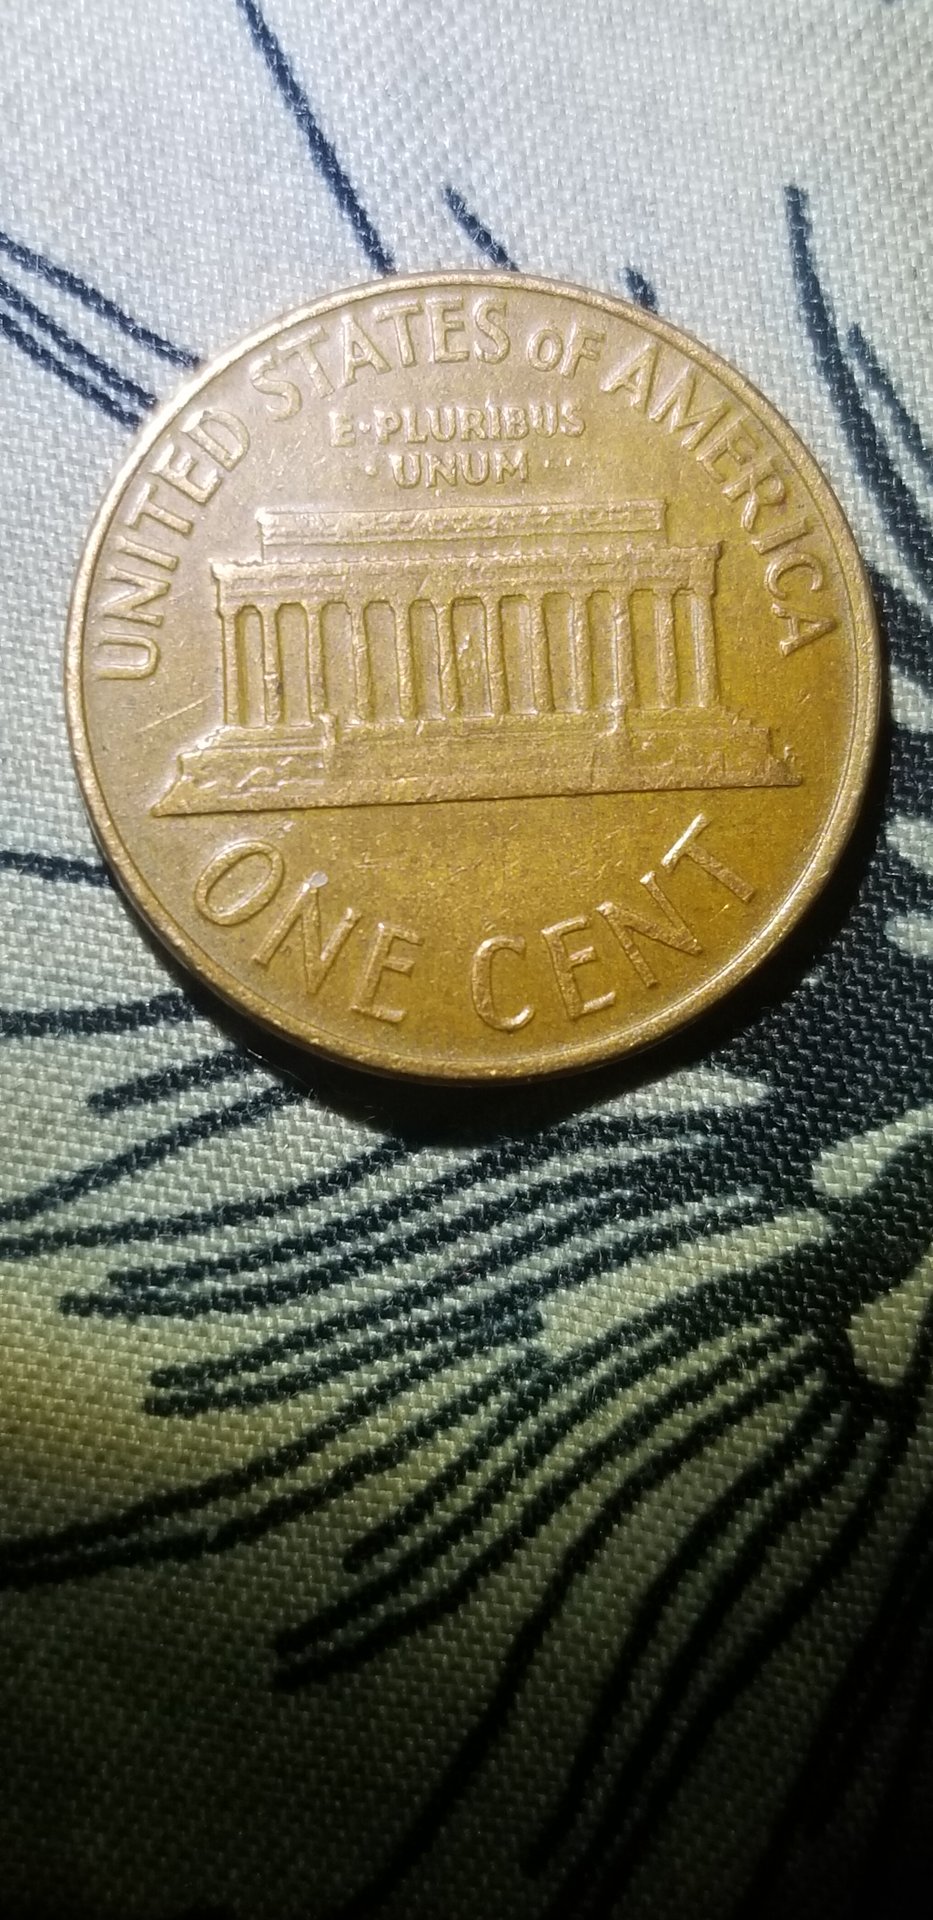 UNITED STATES OF AMERICA
E·PLURIBUS
·UNUM·
ONE CENT